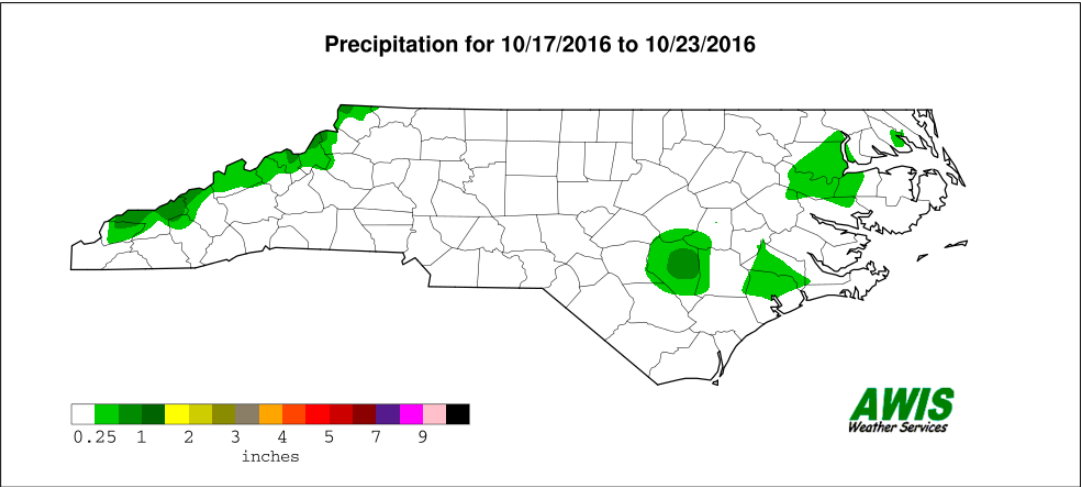 Precipitation for 10/17/2016 to 10/23/2016
0.25 1 2 3 4 5 7 9
inches
AWIS
Weather Services